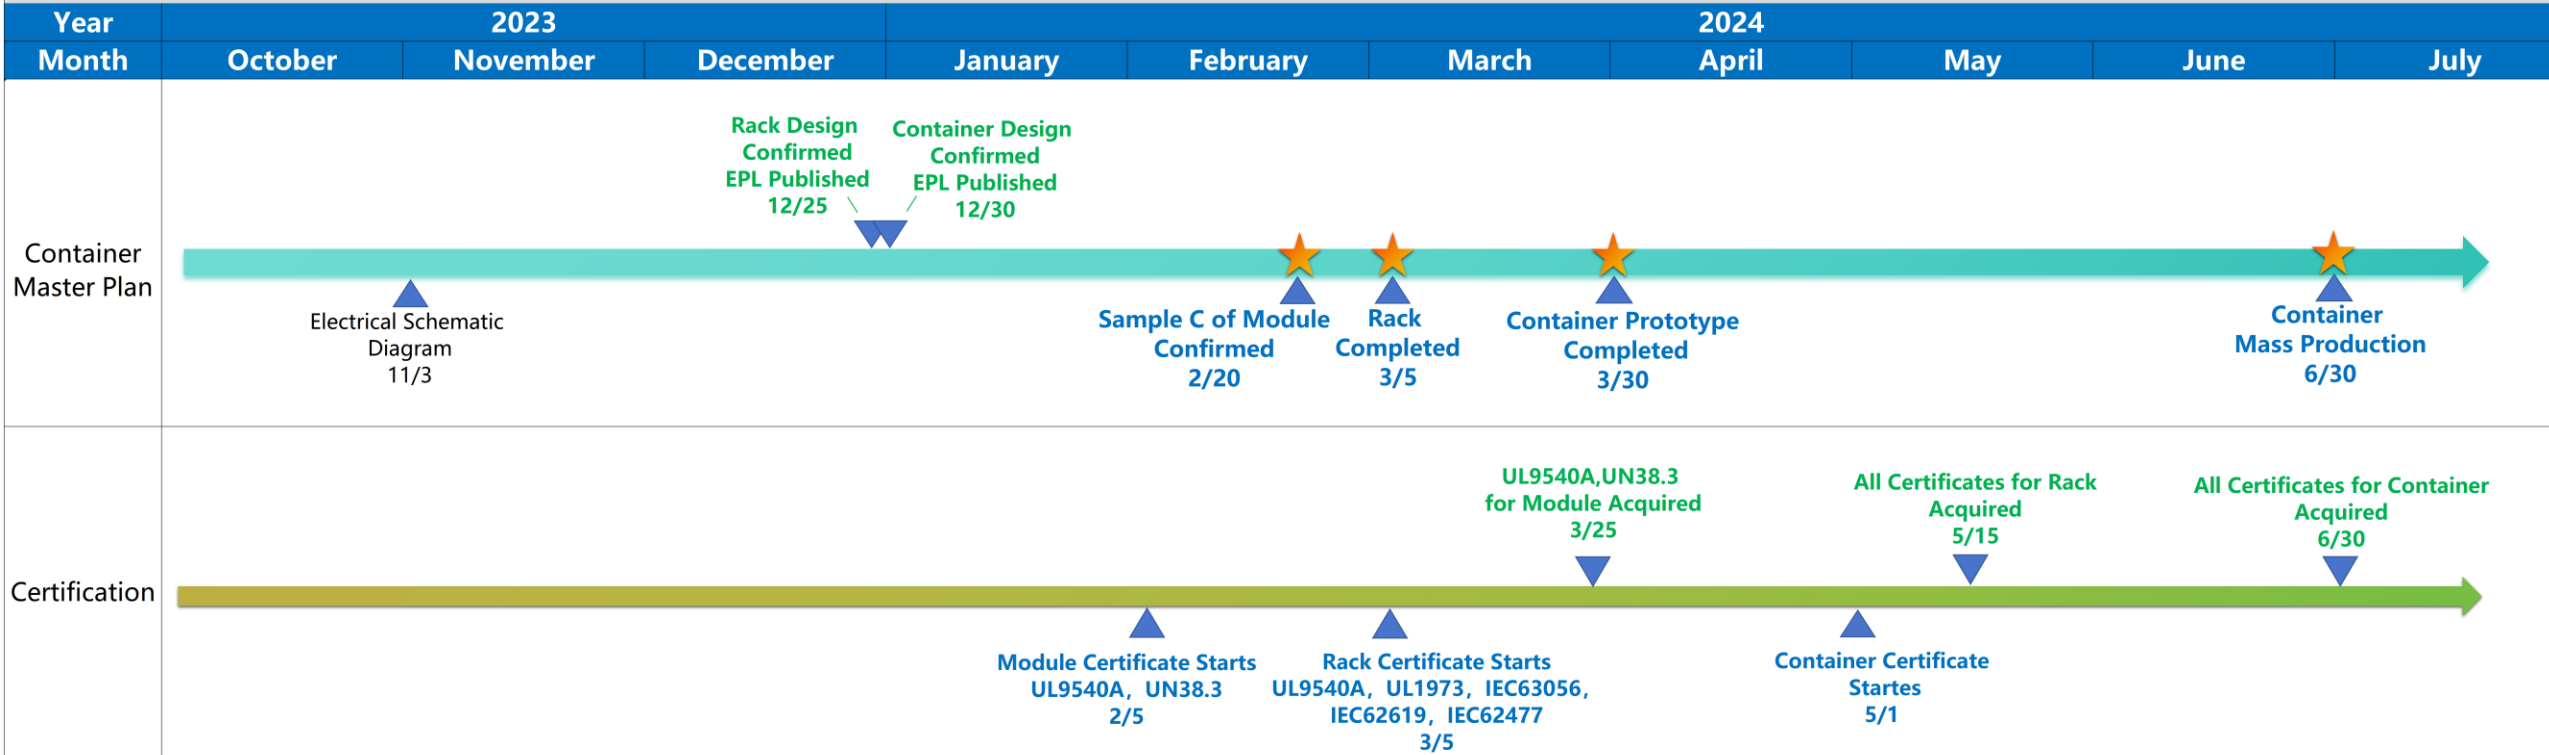 Year 2023 2024
Month October November December January February March April May June July
Rack Design
Confirmed
EPL Published
12/25
Container Design
Confirmed
EPL Published
12/30
Container
Master Plan
Electrical Schematic
Diagram
11/3
Sample C of Module
Confirmed
2/20
Rack
Completed
3/5
Container Prototype
Completed
3/30
Container
Mass Production
6/30
UL9540A,UN38.3
for Module Acquired
3/25
All Certificates for Rack
Acquired
5/15
All Certificates for Container
Acquired
6/30
Certification
Module Certificate Starts
UL9540A，UN38.3
2/5
Rack Certificate Starts
UL9540A，UL1973，IEC63056，
IEC62619，IEC62477
3/5
Container Certificate
Startes
5/1